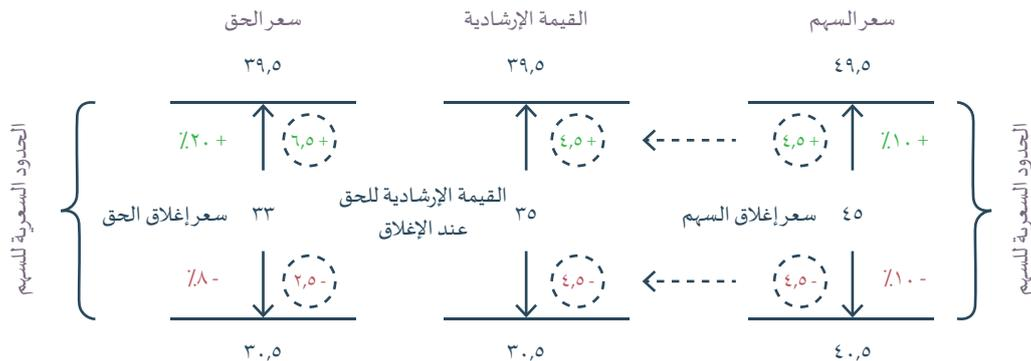 سعر السهم
القيمة الإرشادية
سعر الحق
٤٩,٥
٣٩,٥
٣٩,٥
الحدود السعرية للسهم
+ ١٠٪
+ ٤,٥
+ ٤,٥
+ ٦,٥
+ ٢٠٪
الحدود السعرية للسهم
٤٥
سعر إغلاق السهم
٣٥
القيمة الإرشادية للحق
عند الإغلاق
٣٣
سعر إغلاق الحق
- ١٠٪
- ٤,٥
- ٤,٥
- ٢,٥
- ٨٪
٤٠,٥
٣٠,٥
٣٠,٥